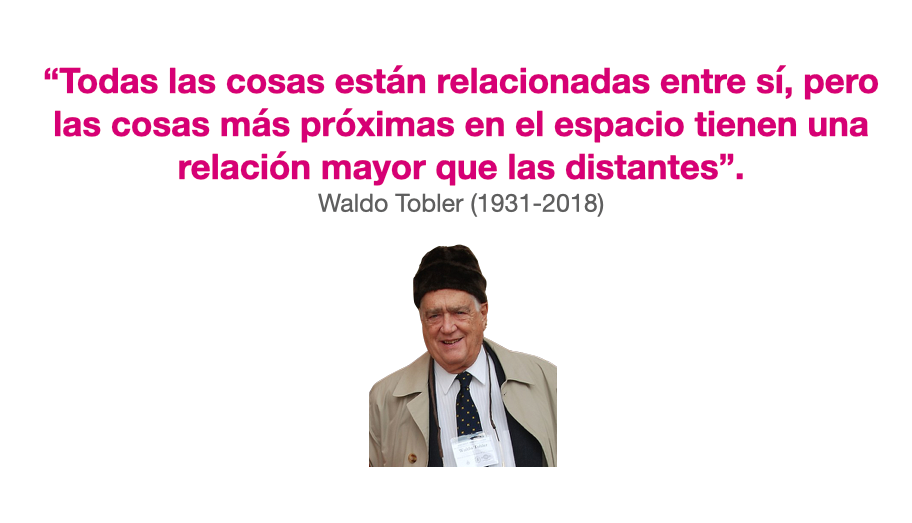 “Todas las cosas están relacionadas entre sí, pero
las cosas más próximas en el espacio tienen una
relación mayor que las distantes”.
Waldo Tobler (1931-2018)